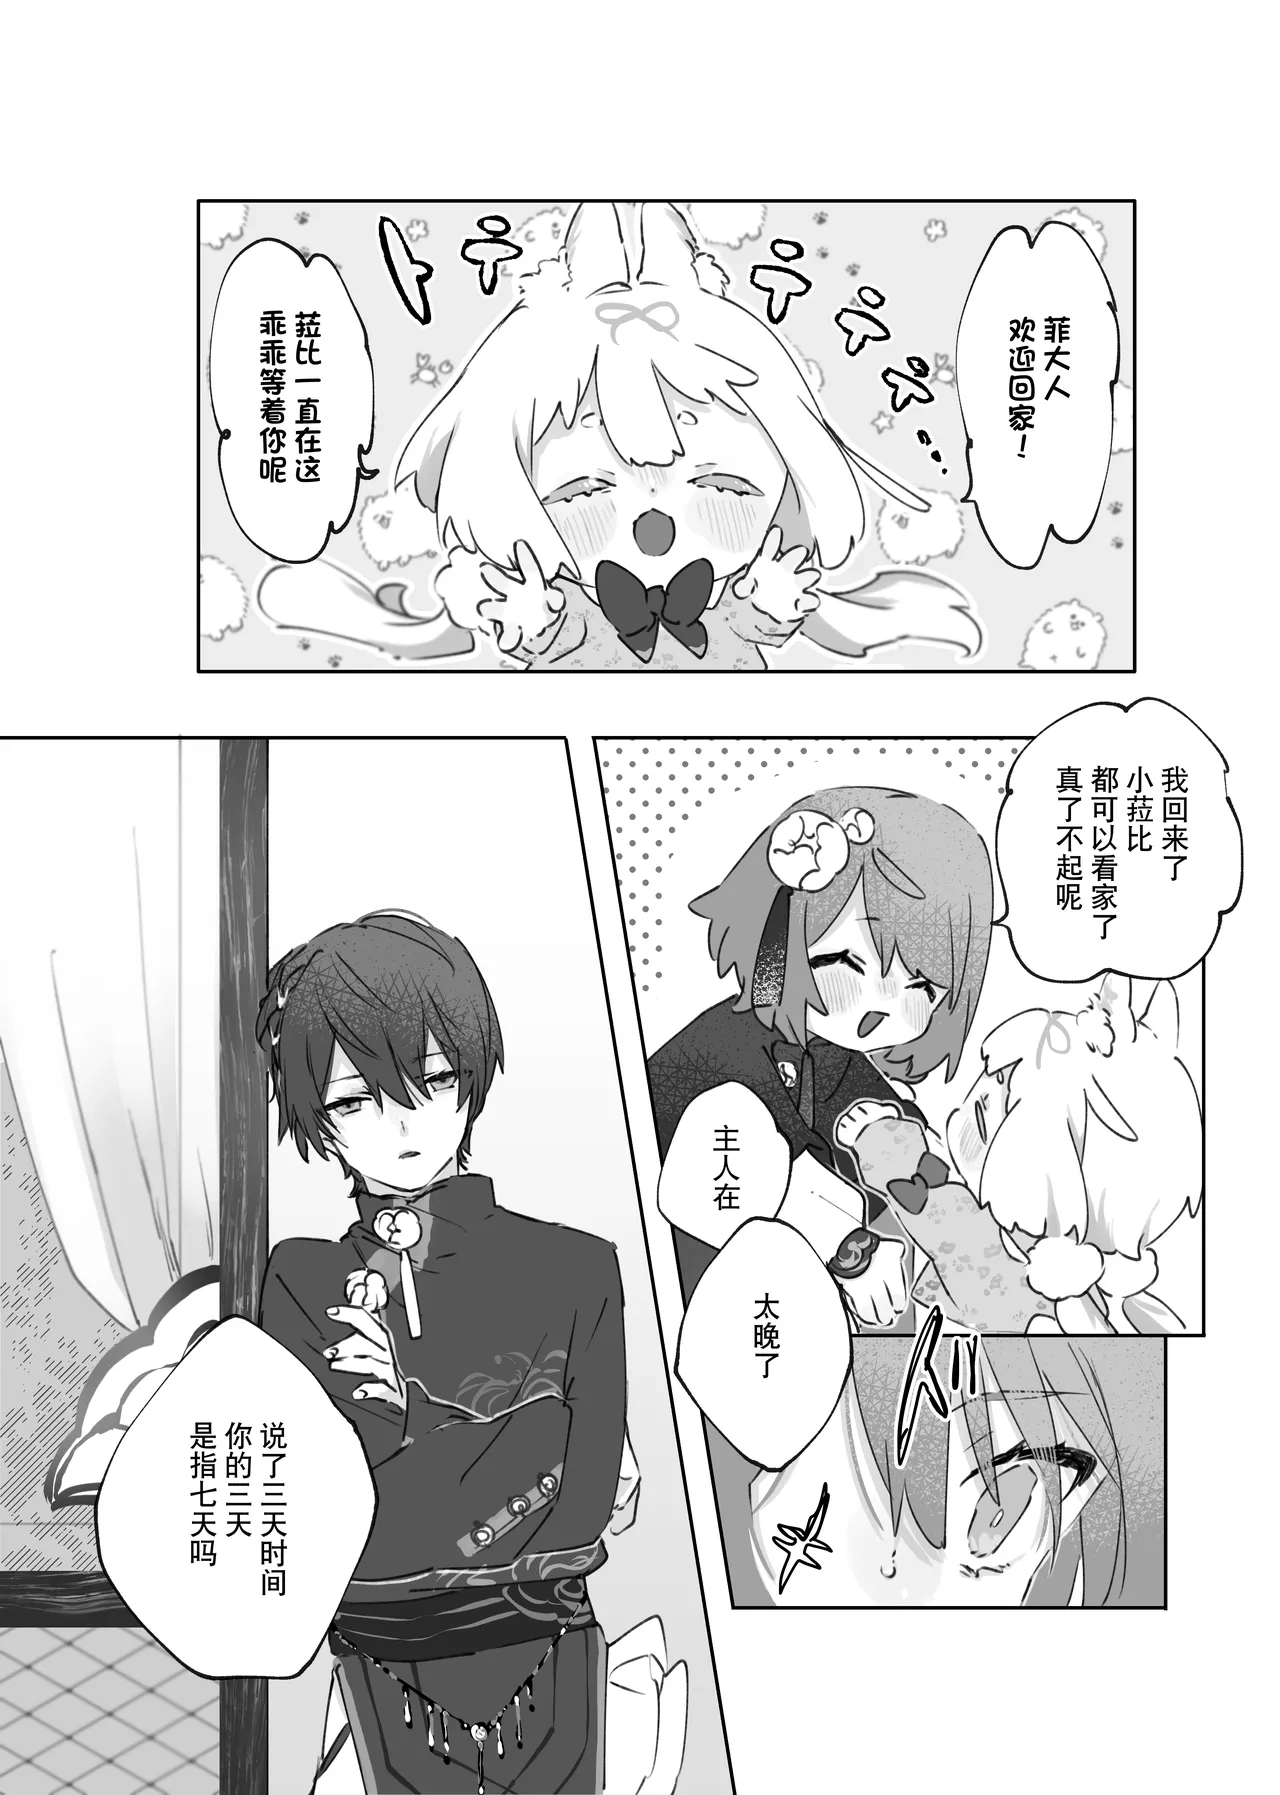 菲大人
欢迎回家！
テテテ…
テト
菈比一直在这
乖乖等着你呢
我回来了
小菈比
都可以看家了
真了不起呢
主人在
太晚了
说了三天时间
你的三天
是指七天吗